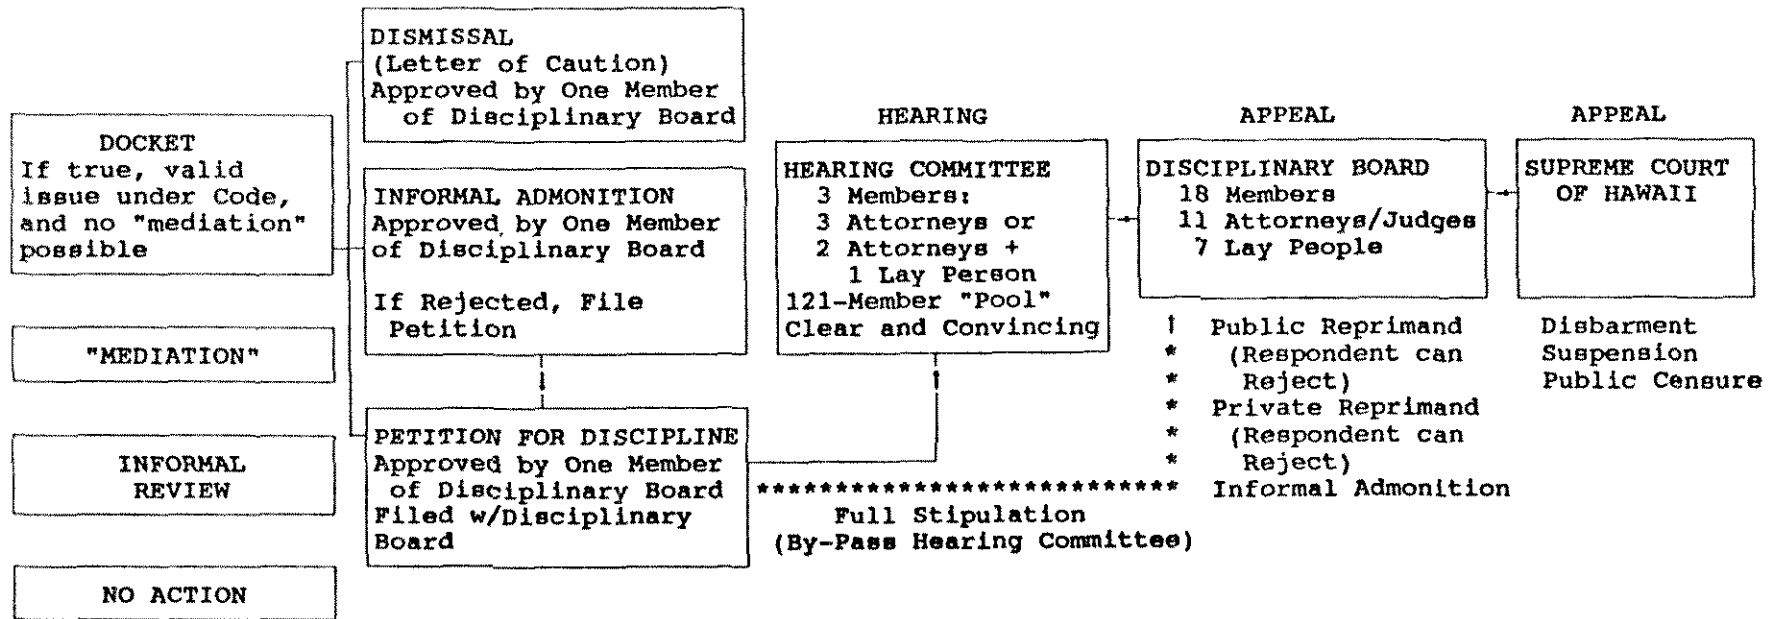 DOCKET
If true, valid
issue under Code,
and no "mediation"
possible
"MEDIATION"
INFORMAL
REVIEW
NO ACTION
DISMISSAL
(Letter of Caution)
Approved by One Member
of Disciplinary Board
INFORMAL ADMONITION
Approved by One Member
of Disciplinary Board
If Rejected, File
Petition
PETITION FOR DISCIPLINE
Approved by One Member
of Disciplinary Board
Filed w/Disciplinary
Board
HEARING
HEARING COMMITTEE
3 Members:
3 Attorneys or
2 Attorneys +
1 Lay Person
121-Member "Pool"
Clear and Convincing
****************************
Full Stipulation
(By-Pass Hearing Committee)
APPEAL
DISCIPLINARY BOARD
18 Members
11 Attorneys/Judges
7 Lay People
Public Reprimand
* (Respondent can
* Reject)
* Private Reprimand
* (Respondent can
* Reject)
* Informal Admonition
APPEAL
SUPREME COURT
OF HAWAII
Disbarment
Suspension
Public Censure